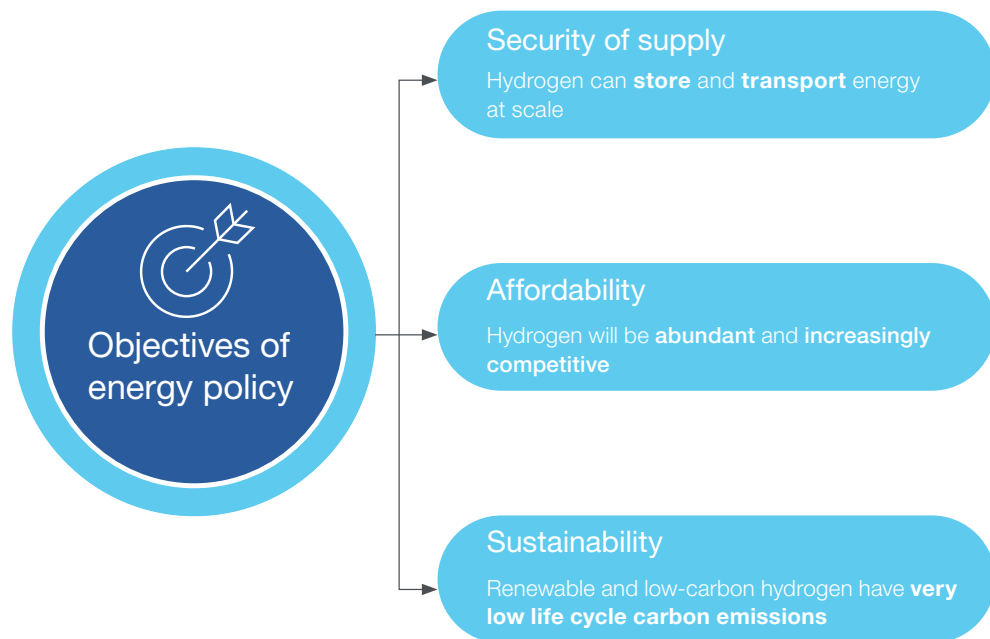 Security of supply
Hydrogen can store and transport energy
at scale
Objectives of
energy policy
Affordability
Hydrogen will be abundant and increasingly
competitive
Sustainability
Renewable and low-carbon hydrogen have very
low life cycle carbon emissions